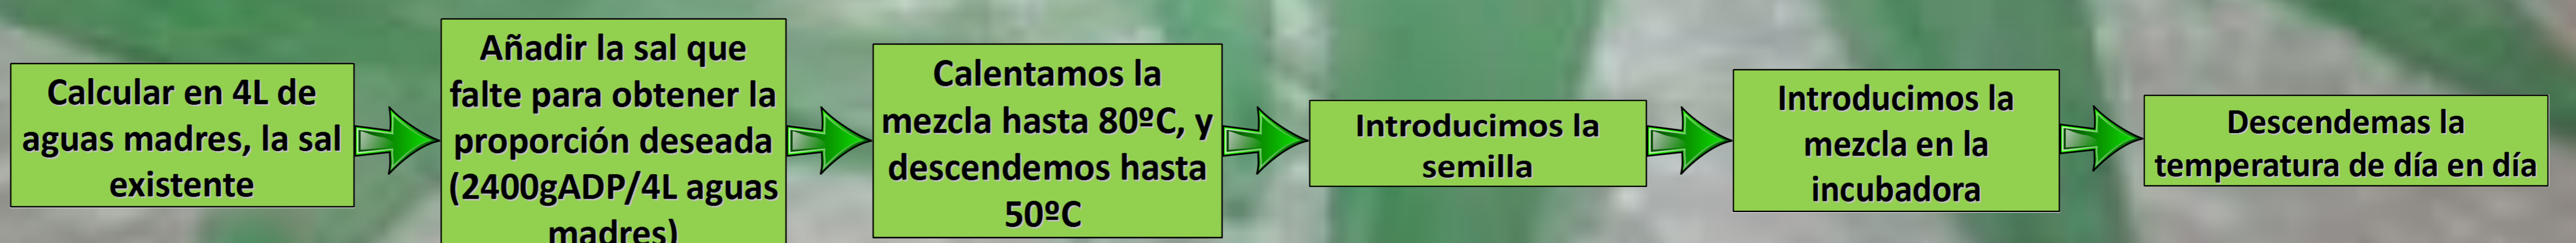 Calcular en 4L de
aguas madres, la sal
existente
Añadir la sal que
falte para obtener la
proporción deseada
(2400gADP/4L aguas
madres)
Calentamos la
mezcla hasta 80ºC, y
descendemos hasta
50ºC
Introducimos la
semilla
Introducimos la
mezcla en la
incubadora
Descendemas la
temperatura de día en día